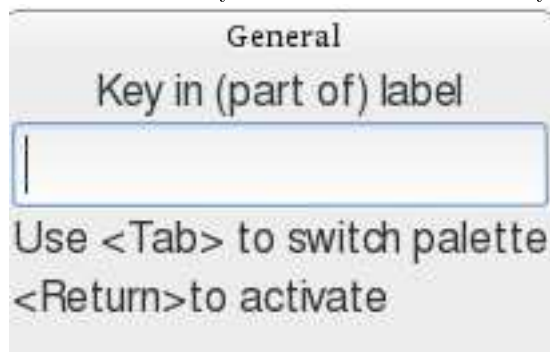 General
Key in (part of) label
Use <Tab> to switch palette
<Return>to activate